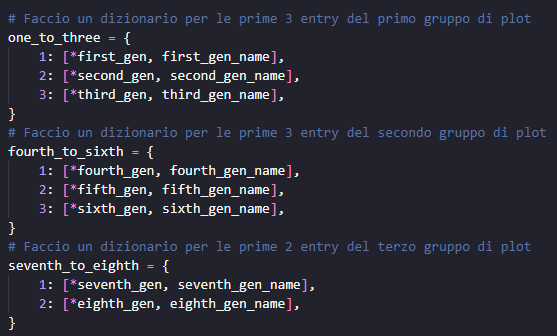 # Faccio un dizionario per le prime 3 entry del primo gruppo di plot
one_to_three = {
    1: [*first_gen, first_gen_name],
    2: [*second_gen, second_gen_name],
    3: [*third_gen, third_gen_name],
}
# Faccio un dizionario per le prime 3 entry del secondo gruppo di plot
fourth_to_sixth = {
    1: [*fourth_gen, fourth_gen_name],
    2: [*fifth_gen, fifth_gen_name],
    3: [*sixth_gen, sixth_gen_name],
}
# Faccio un dizionario per le prime 2 entry del terzo gruppo di plot
seventh_to_eighth = {
    1: [*seventh_gen, seventh_gen_name],
    2: [*eighth_gen, eighth_gen_name],
}